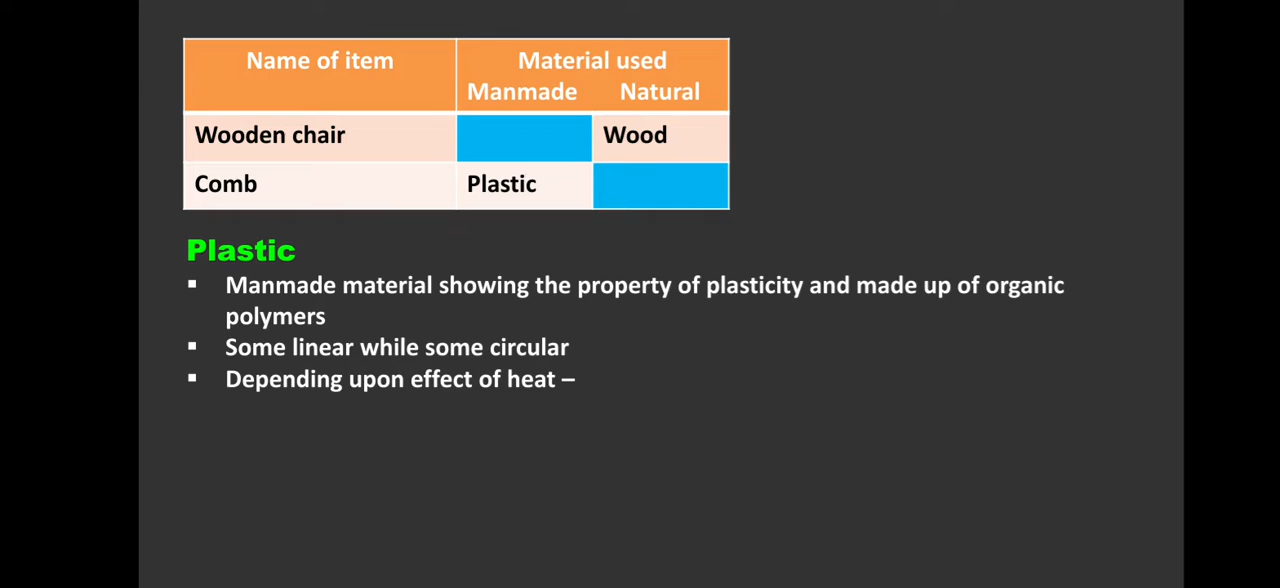 Name of item
Material used
Manmade Natural
Wooden chair Wood
Comb Plastic
Plastic
▪ Manmade material showing the property of plasticity and made up of organic
polymers
▪ Some linear while some circular
▪ Depending upon effect of heat –